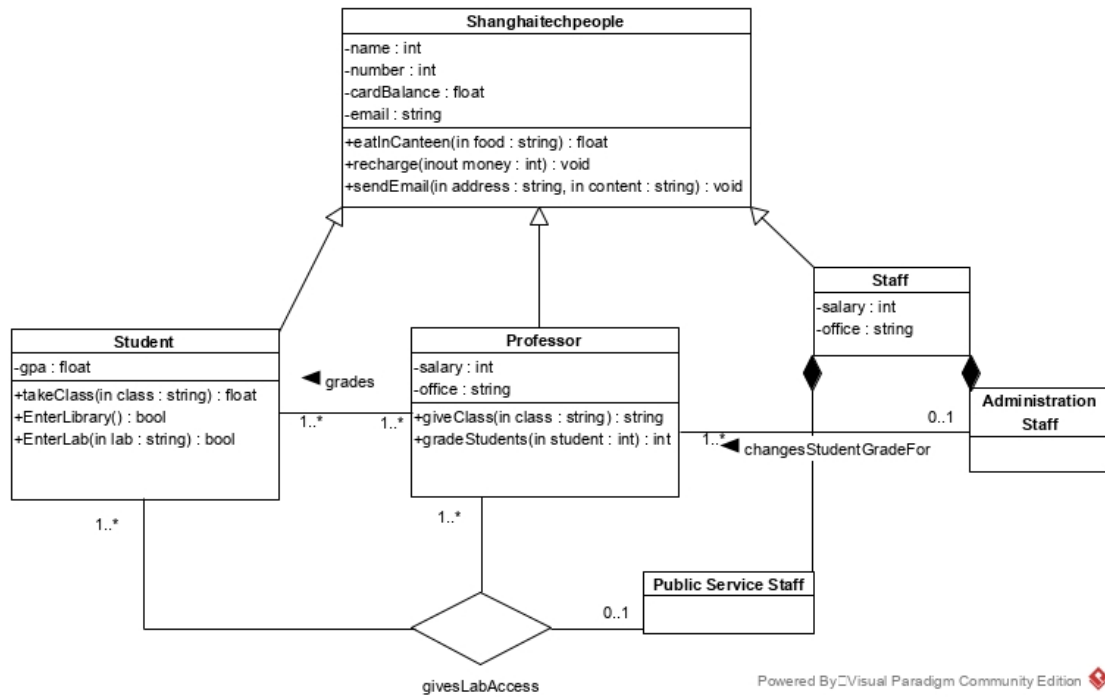 Shanghaitechpeople
-name : int
-number : int
-cardBalance : float
-email : string
+eatInCanteen(in food : string) : float
+recharge(inout money : int) : void
+sendEmail(in address : string, in content : string) : void
Staff
-salary : int
-office : string
Student
-gpa : float
+takeClass(in class : string) : float
+EnterLibrary() : bool
+EnterLab(in lab : string) : bool
grades
1..*
1..*
Professor
-salary : int
-office : string
+giveClass(in class : string) : string
+gradeStudents(in student : int) : int
Administration
Staff
0..1
1..*
changesStudentGradeFor
1..*
1..*
Public Service Staff
0..1
givesLabAccess
Powered By Visual Paradigm Community Edition